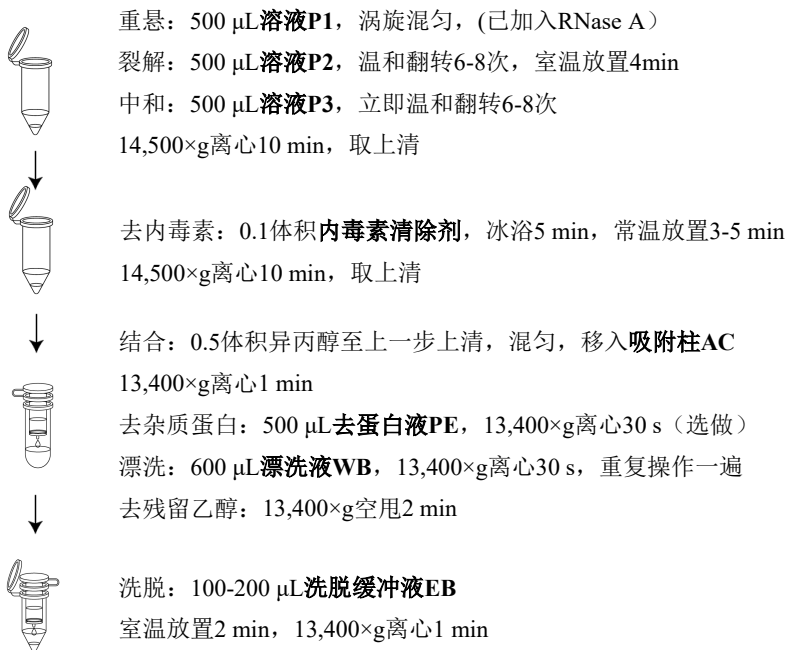 重悬：500 μL溶液P1，涡旋混匀，(已加入RNase A）
裂解：500 μL溶液P2，温和翻转6-8次，室温放置4min
中和：500 μL溶液P3，立即温和翻转6-8次
14,500×g离心10 min，取上清
去内毒素：0.1体积内毒素清除剂，冰浴5 min，常温放置3-5 min
14,500×g离心10 min，取上清
结合：0.5体积异丙醇至上一步上清，混匀，移入吸附柱AC
13,400×g离心1 min
去杂质蛋白：500 μL去蛋白液PE，13,400×g离心30 s（选做）
漂洗：600 μL漂洗液WB，13,400×g离心30 s，重复操作一遍
去残留乙醇：13,400×g空甩2 min
洗脱：100-200 μL洗脱缓冲液EB
室温放置2 min，13,400×g离心1 min